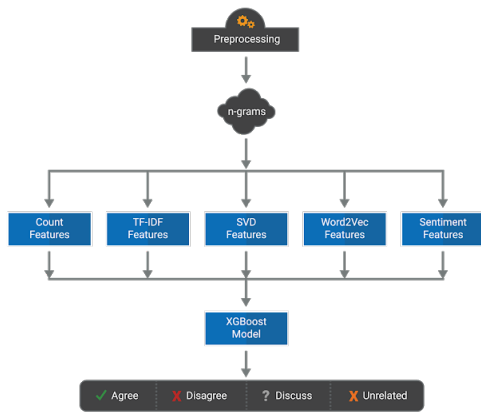 Preprocessing
n-grams
Count
Features
TF-IDF
Features
SVD
Features
Word2Vec
Features
Sentiment
Features
XGBoost
Model
Agree
Disagree
? Discuss
Unrelated